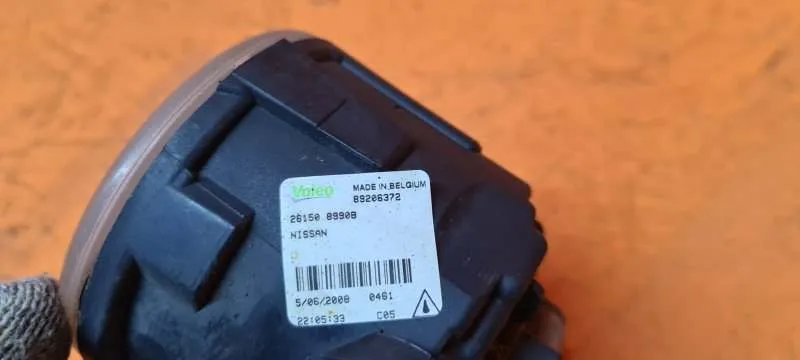 Valeo MADE IN BELGIUM
89206372
26150 8990B
NISSAN
5/06/2008 0461
22:05:33 C05